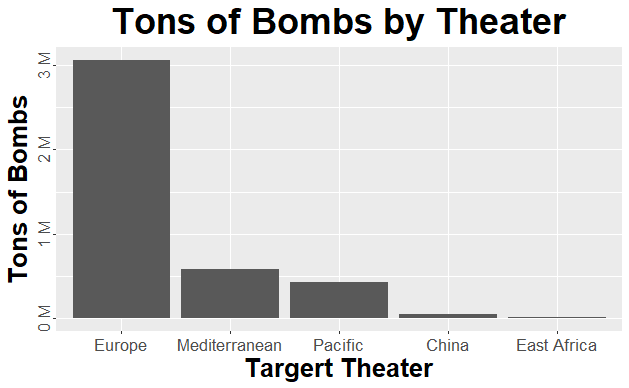 Tons of Bombs by Theater
Tons of Bombs
3 M
2 M
1 M
0 M
Europe Mediterranean Pacific China East Africa
Targert Theater